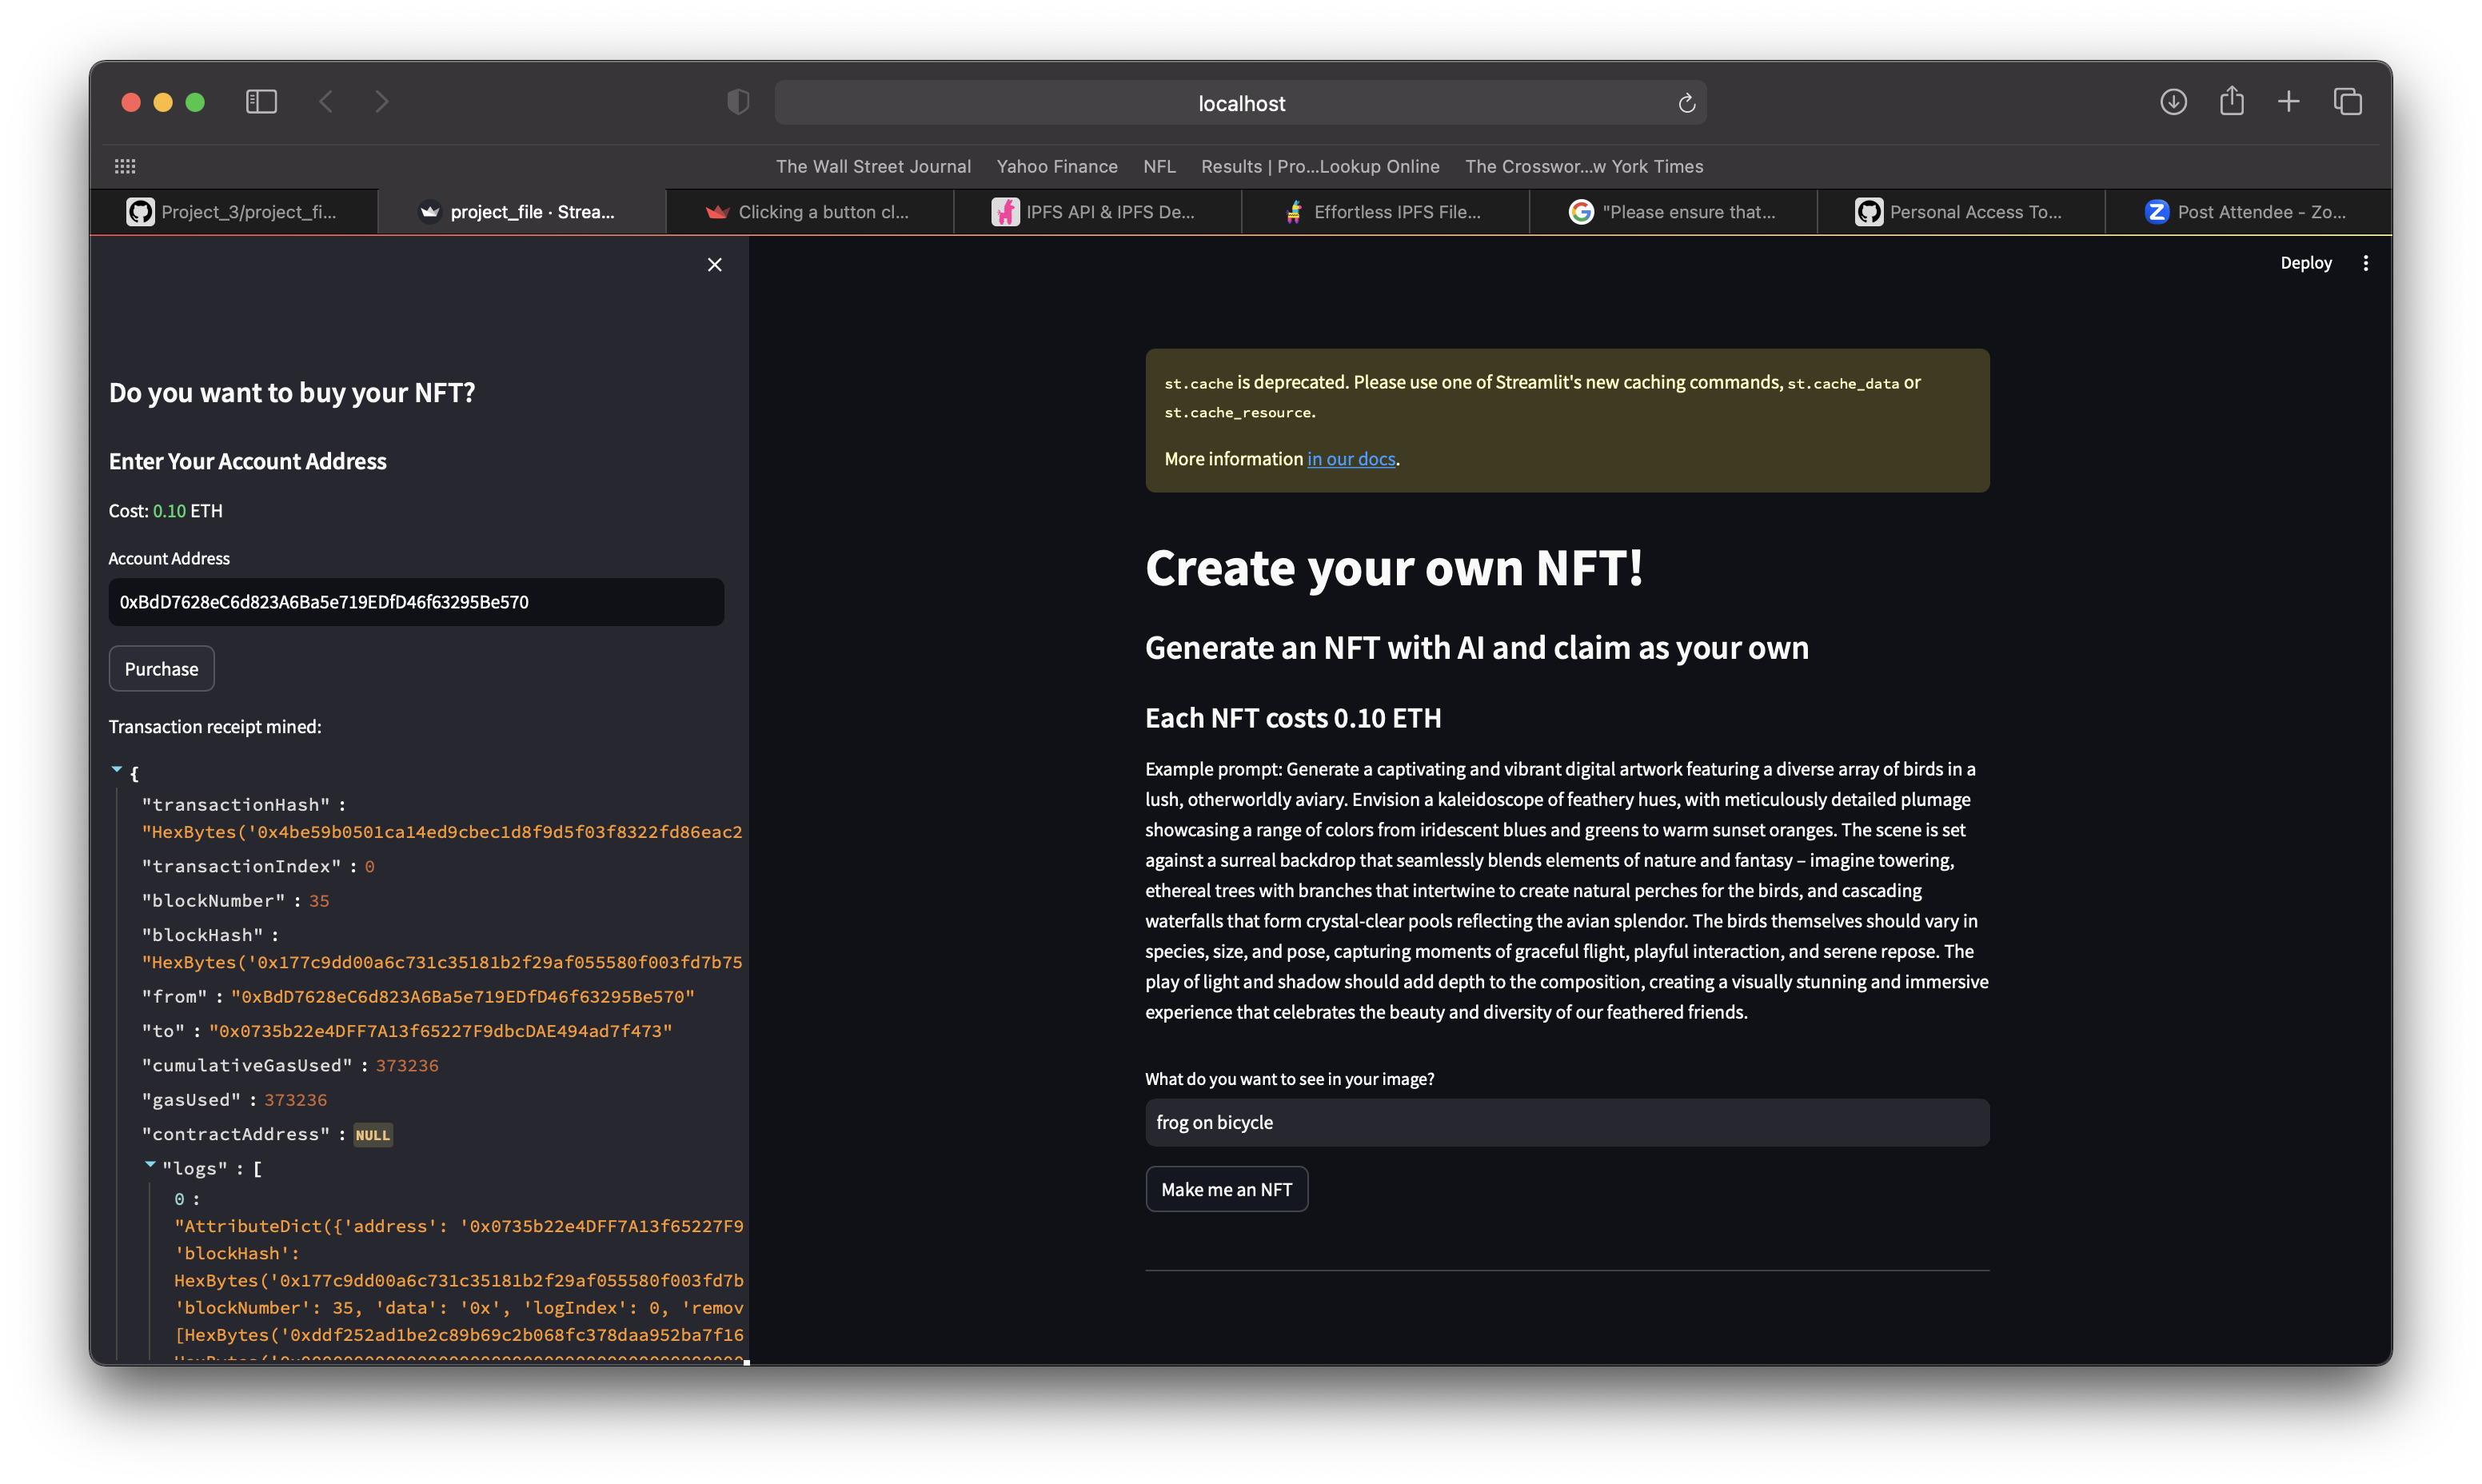 localhost
The Wall Street Journal
Yahoo Finance
NFL
Results | Pro...Lookup Online
The Crosswor...w York Times
Project_3/project_fi...
project_file · Strea...
Clicking a button cl...
IPFS API & IPFS De...
Effortless IPFS File...
"Please ensure that...
Personal Access To...
Post Attendee - Zo...
Do you want to buy your NFT?
Enter Your Account Address
Cost: 0.10 ETH
Account Address
0xBdD7628eC6d823A6Ba5e719EDfD46f63295Be570
Purchase
Transaction receipt mined:
{
"transactionHash" :
"HexBytes('0x4be59b0501ca14ed9cbec1d8f9d5f03f8322fd86eac2
"transactionIndex" : 0
"blockNumber" : 35
"blockHash" :
"HexBytes('0x177c9dd00a6c731c35181b2f29af055580f003fd7b75
"from" : "0xBdD7628eC6d823A6Ba5e719EDfD46f63295Be570"
"to" : "0x0735b22e4DFF7A13f65227F9dbcDAE494ad7f473"
"cumulativeGasUsed" : 373236
"gasUsed" : 373236
"contractAddress" : NULL
"logs" : [
0 :
"AttributeDict({'address': '0x0735b22e4DFF7A13f65227F9
'blockHash':
HexBytes('0x177c9dd00a6c731c35181b2f29af055580f003fd7b
'blockNumber': 35, 'data': '0x', 'logIndex': 0, 'remov
[HexBytes('0xddf252ad1be2c89b69c2b068fc378daa952ba7f16
Deploy
st.cache is deprecated. Please use one of Streamlit's new caching commands, st.cache_data or
st.cache_resource.
More information in our docs.
Create your own NFT!
Generate an NFT with AI and claim as your own
Each NFT costs 0.10 ETH
Example prompt: Generate a captivating and vibrant digital artwork featuring a diverse array of birds in a
lush, otherworldly aviary. Envision a kaleidoscope of feathery hues, with meticulously detailed plumage
showcasing a range of colors from iridescent blues and greens to warm sunset oranges. The scene is set
against a surreal backdrop that seamlessly blends elements of nature and fantasy – imagine towering,
ethereal trees with branches that intertwine to create natural perches for the birds, and cascading
waterfalls that form crystal-clear pools reflecting the avian splendor. The birds themselves should vary in
species, size, and pose, capturing moments of graceful flight, playful interaction, and serene repose. The
play of light and shadow should add depth to the composition, creating a visually stunning and immersive
experience that celebrates the beauty and diversity of our feathered friends.
What do you want to see in your image?
frog on bicycle
Make me an NFT